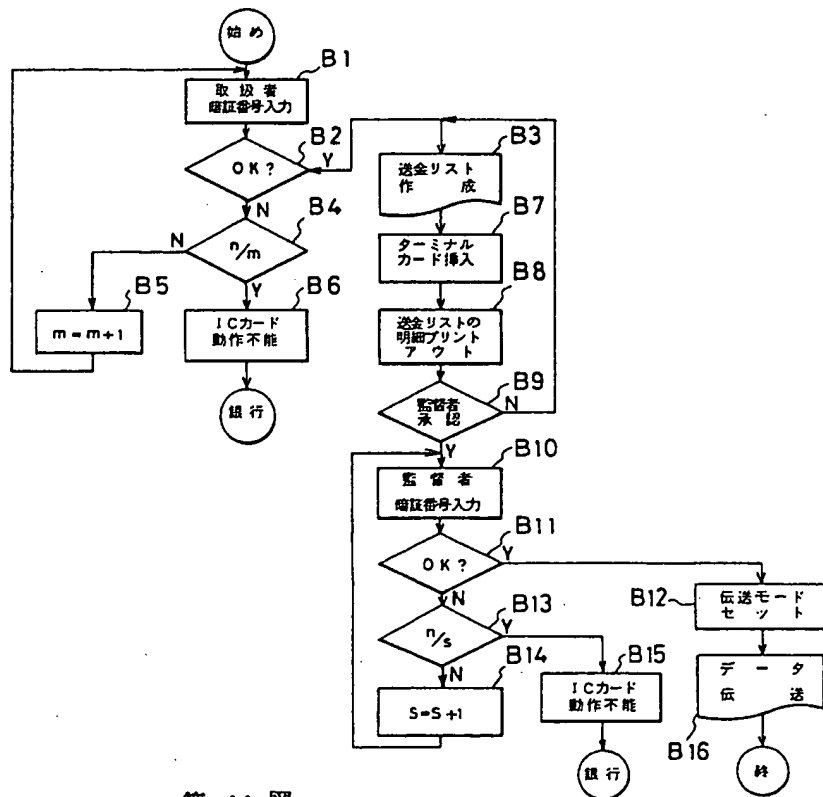 始め
B1
取扱者
暗証番号入力
B2
OK?
Y
N
B3
送金リスト
作 成
B4
n/m
N
Y
B7
ターミナル
カード挿入
B5
m=m+1
B6
ICカード
動作不能
B8
送金リストの
明細プリント
アウト
銀行
B9
監督者
承認
N
Y
B10
監督者
暗証番号入力
B11
OK?
Y
N
B12
伝送モード
セット
B13
n/s
Y
N
B14
S=S+1
B15
ICカード
動作不能
データ
伝 送
B16
銀行
終